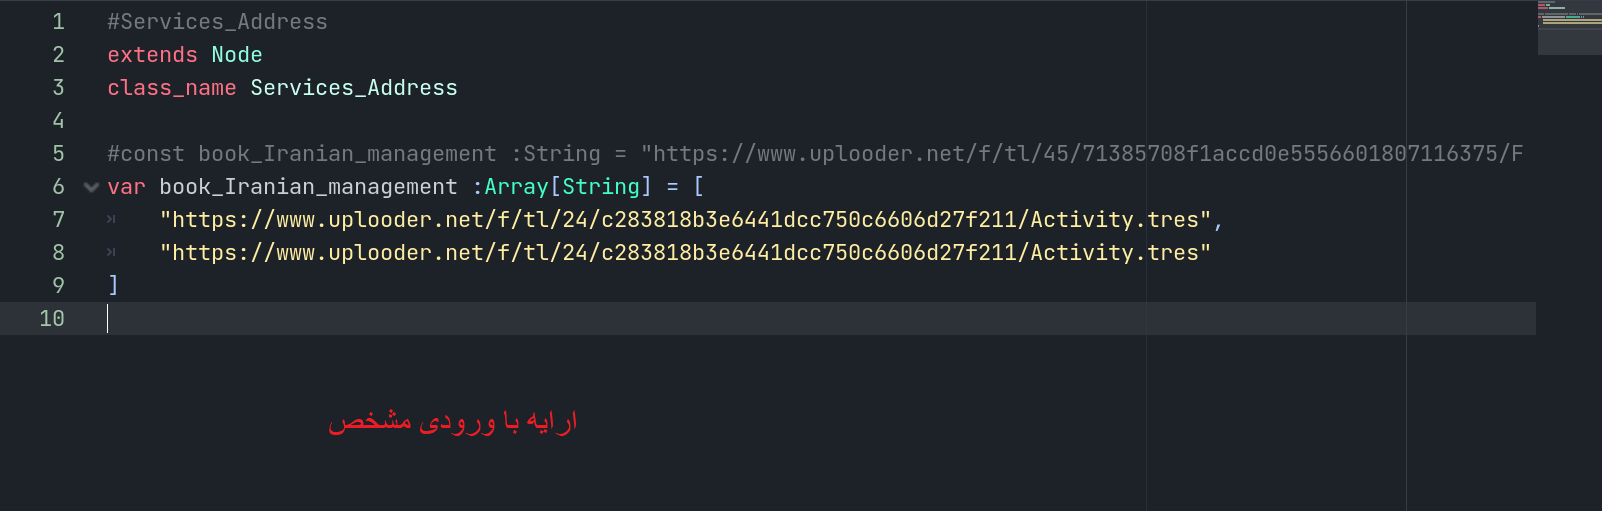 1 #Services_Address
2 extends Node
3 class_name Services_Address
4
5 #const book_Iranian_management :String = "https://www.uplooder.net/f/tl/45/71385708f1accd0e5556601807116375/F
6 var book_Iranian_management :Array[String] = [
7 "https://www.uplooder.net/f/tl/24/c283818b3e6441dcc750c6606d27f211/Activity.tres",
8 "https://www.uplooder.net/f/tl/24/c283818b3e6441dcc750c6606d27f211/Activity.tres"
9 ]
10
ارایه با ورودی مشخص